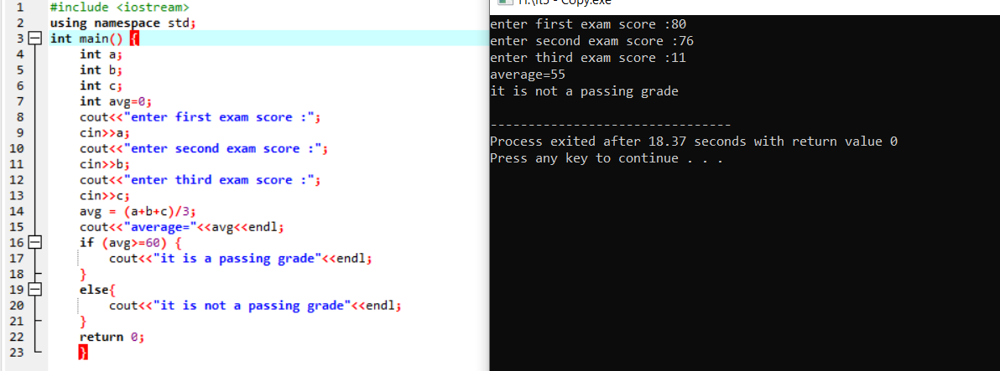 1 #include <iostream>
2 using namespace std;
3 int main() {
4 int a;
5 int b;
6 int c;
7 int avg=0;
8 cout<<"enter first exam score :";
9 cin>>a;
10 cout<<"enter second exam score :";
11 cin>>b;
12 cout<<"enter third exam score :";
13 cin>>c;
14 avg = (a+b+c)/3;
15 cout<<"average="<<avg<<endl;
16 if (avg>=60) {
17 cout<<"it is a passing grade"<<endl;
18 }
19 else{
20 cout<<"it is not a passing grade"<<endl;
21 }
22 return 0;
23 }
- Copy.exe
enter first exam score :80
enter second exam score :76
enter third exam score :11
average=55
it is not a passing grade
--------------------------------
Process exited after 18.37 seconds with return value 0
Press any key to continue . . .